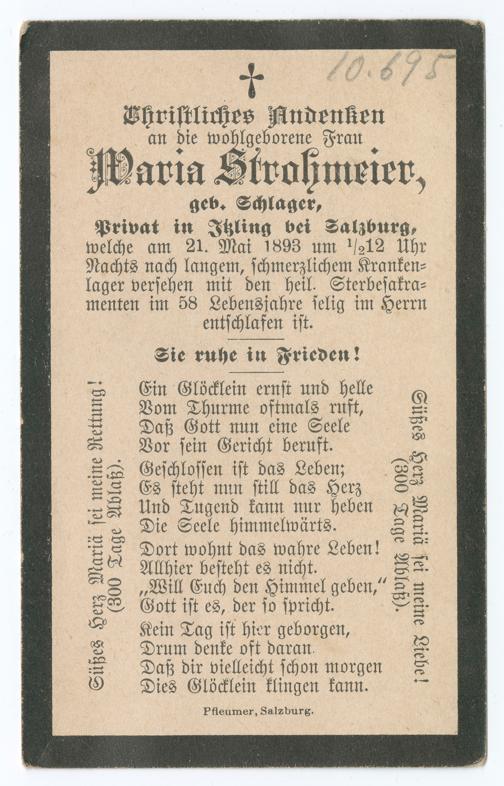 10.695
†
Christliches Andenken
an die wohlgeborene Frau
Maria Strohmeier,
geb. Schlager,
Privat in Itzling bei Salzburg,
welche am 21. Mai 1893 um 1/2 12 Uhr
Nachts nach langem, schmerzlichem Kranken=
lager versehen mit den heil. Sterbesakra=
menten im 58 Lebensjahre selig im Herrn
entschlafen ist.
Sie ruhe in Frieden!
Ein Glöcklein ernst und helle
Vom Thurme oftmals ruft,
Daß Gott nun eine Seele
Vor sein Gericht beruft.
Geschlossen ist das Leben;
Es steht nun still das Herz
Und Tugend kann nur heben
Die Seele himmelwärts.
Dort wohnt das wahre Leben!
Allhier besteht es nicht.
„Will Euch den Himmel geben,“
Gott ist es, der so spricht.
Kein Tag ist hier geborgen,
Drum denke oft daran
Daß dir vielleicht schon morgen
Dies Glöcklein klingen kann.
Süßes Herz Mariä sei meine Rettung!
(300 Tage Ablaß).
Süßes Herz Mariä sei meine Liebe!
(300 Tage Ablaß).
Pfleumer, Salzburg.